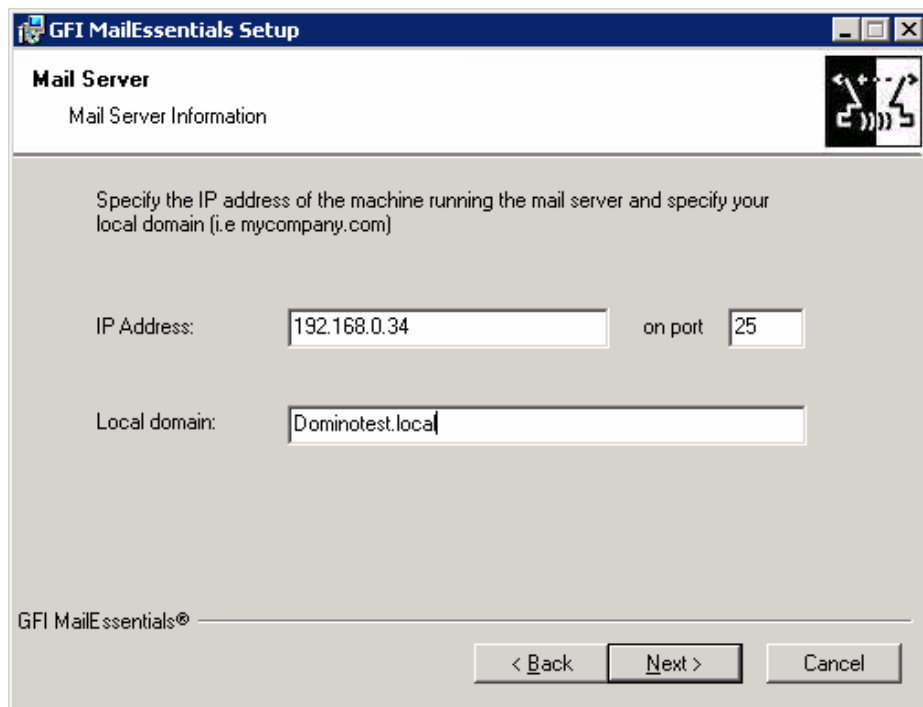 GFI MailEssentials Setup
Mail Server
Mail Server Information
Specify the IP address of the machine running the mail server and specify your
local domain (i.e mycompany.com)
IP Address: 192.168.0.34 on port 25
Local domain: Dominotest.local
GFI MailEssentials®
< Back Next > Cancel